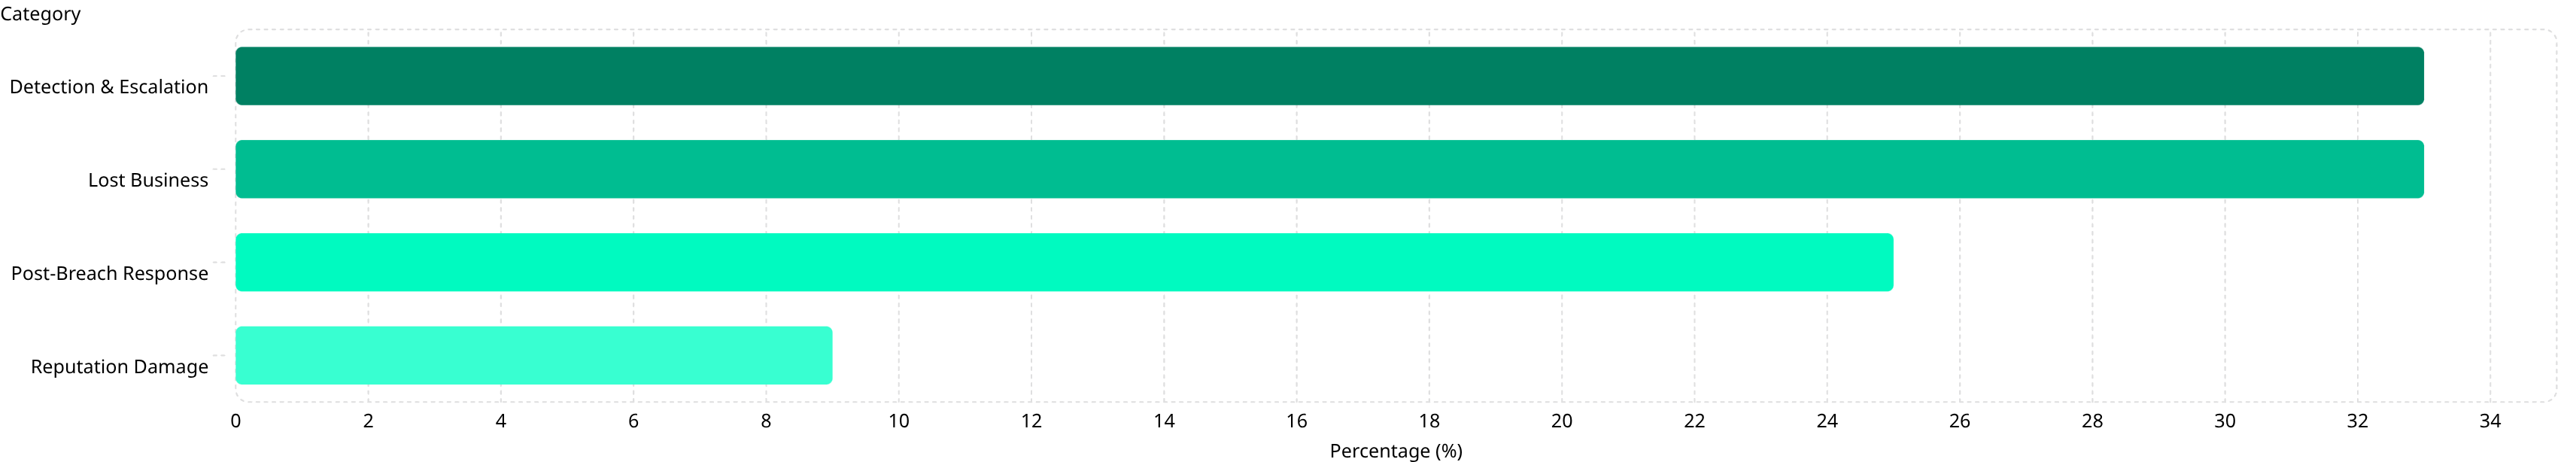 Category
Detection & Escalation
Lost Business
Post-Breach Response
Reputation Damage
0 2 4 6 8 10 12 14 16 18 20 22 24 26 28 30 32 34
Percentage (%)